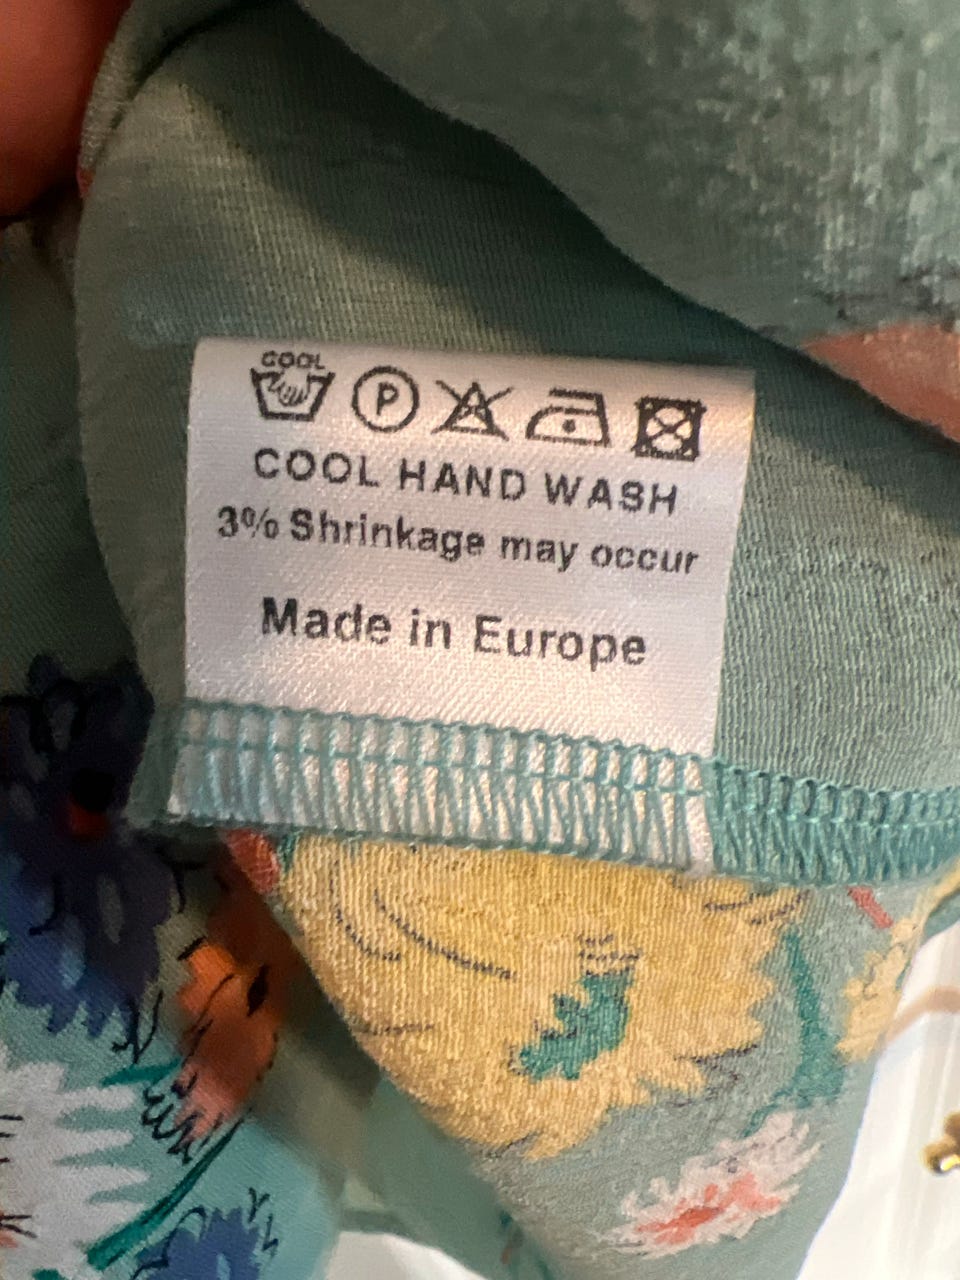 COOL
P
COOL HAND WASH
3% Shrinkage may occur
Made in Europe